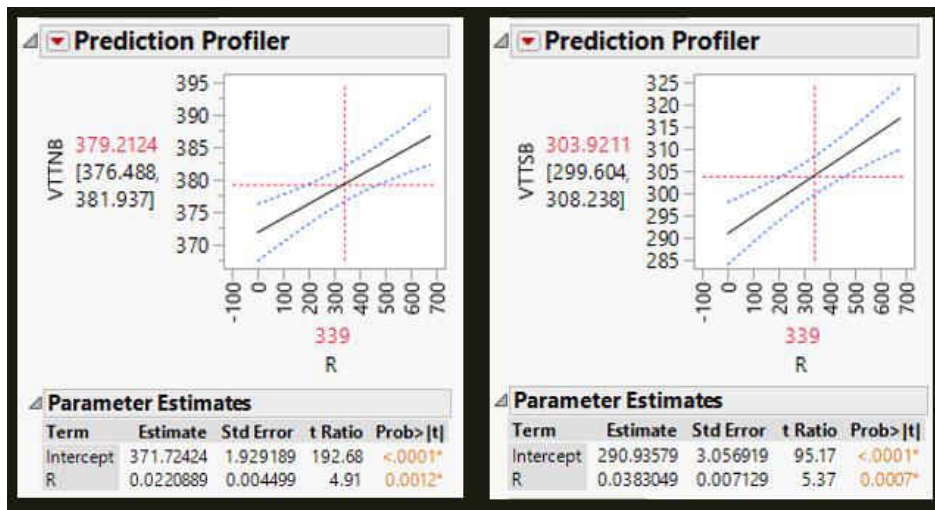 Prediction Profiler
395
390
385
380
375
370
VTTNB
379.2124
[376.488,
381.937]
-100
0
100
200
300
400
500
600
700
339
R
Parameter Estimates
Term Estimate Std Error t Ratio Prob>|t|
Intercept 371.72424 1.929189 192.68 <.0001*
R 0.0220889 0.004499 4.91 0.0012*
Prediction Profiler
325
320
315
310
305
300
295
290
285
VTTSB
303.9211
[299.604,
308.238]
-100
0
100
200
300
400
500
600
700
339
R
Parameter Estimates
Term Estimate Std Error t Ratio Prob>|t|
Intercept 290.93579 3.056919 95.17 <.0001*
R 0.0383049 0.007129 5.37 0.0007*